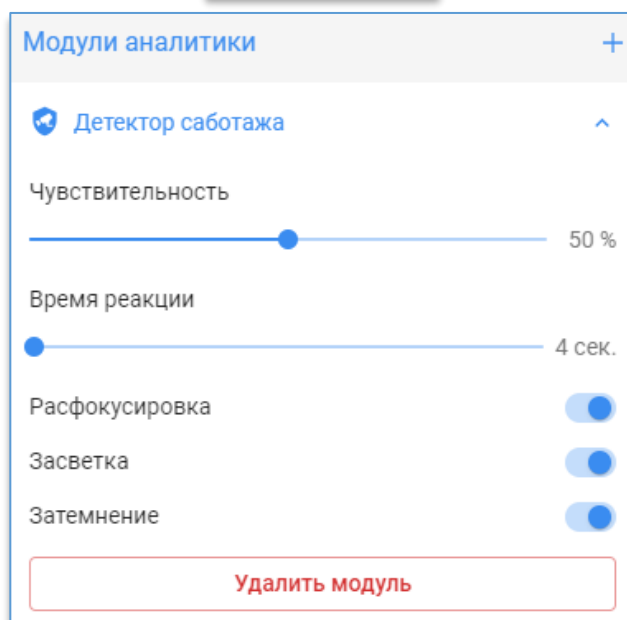 Модули аналитики +
Детектор саботажа
Чувствительность
50 %
Время реакции
4 сек.
Расфокусировка
Засветка
Затемнение
Удалить модуль